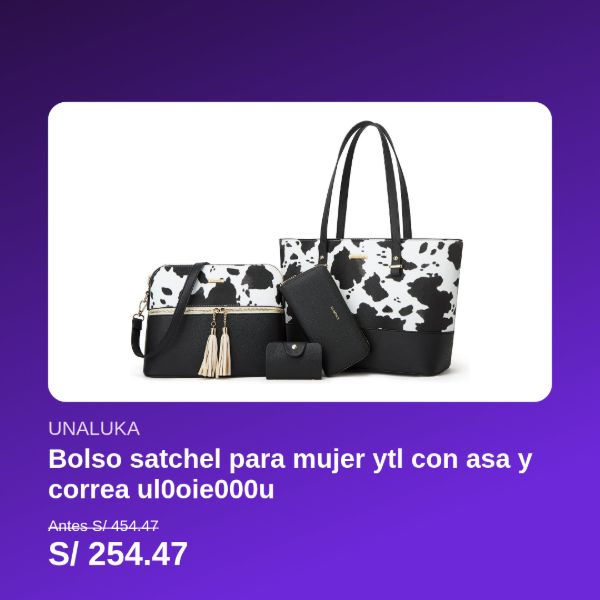 UNALUKA
Bolso satchel para mujer ytl con asa y
correa ul0oie000u
Antes S/ 454.47
S/ 254.47